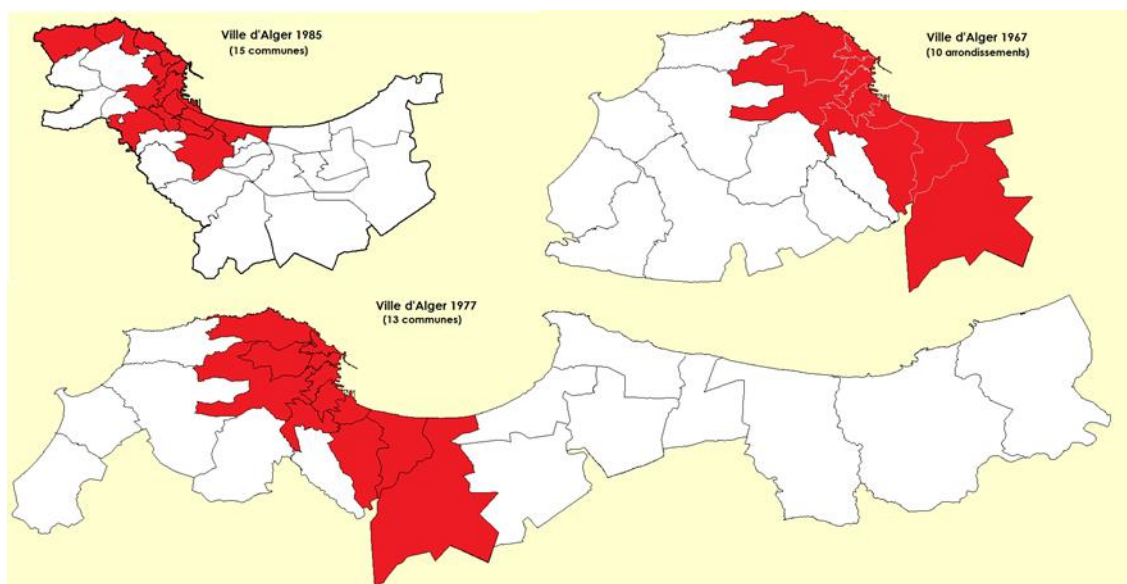 Ville d'Alger 1985
(15 communes)
Ville d'Alger 1967
(10 arrondissements)
Ville d'Alger 1977
(13 communes)